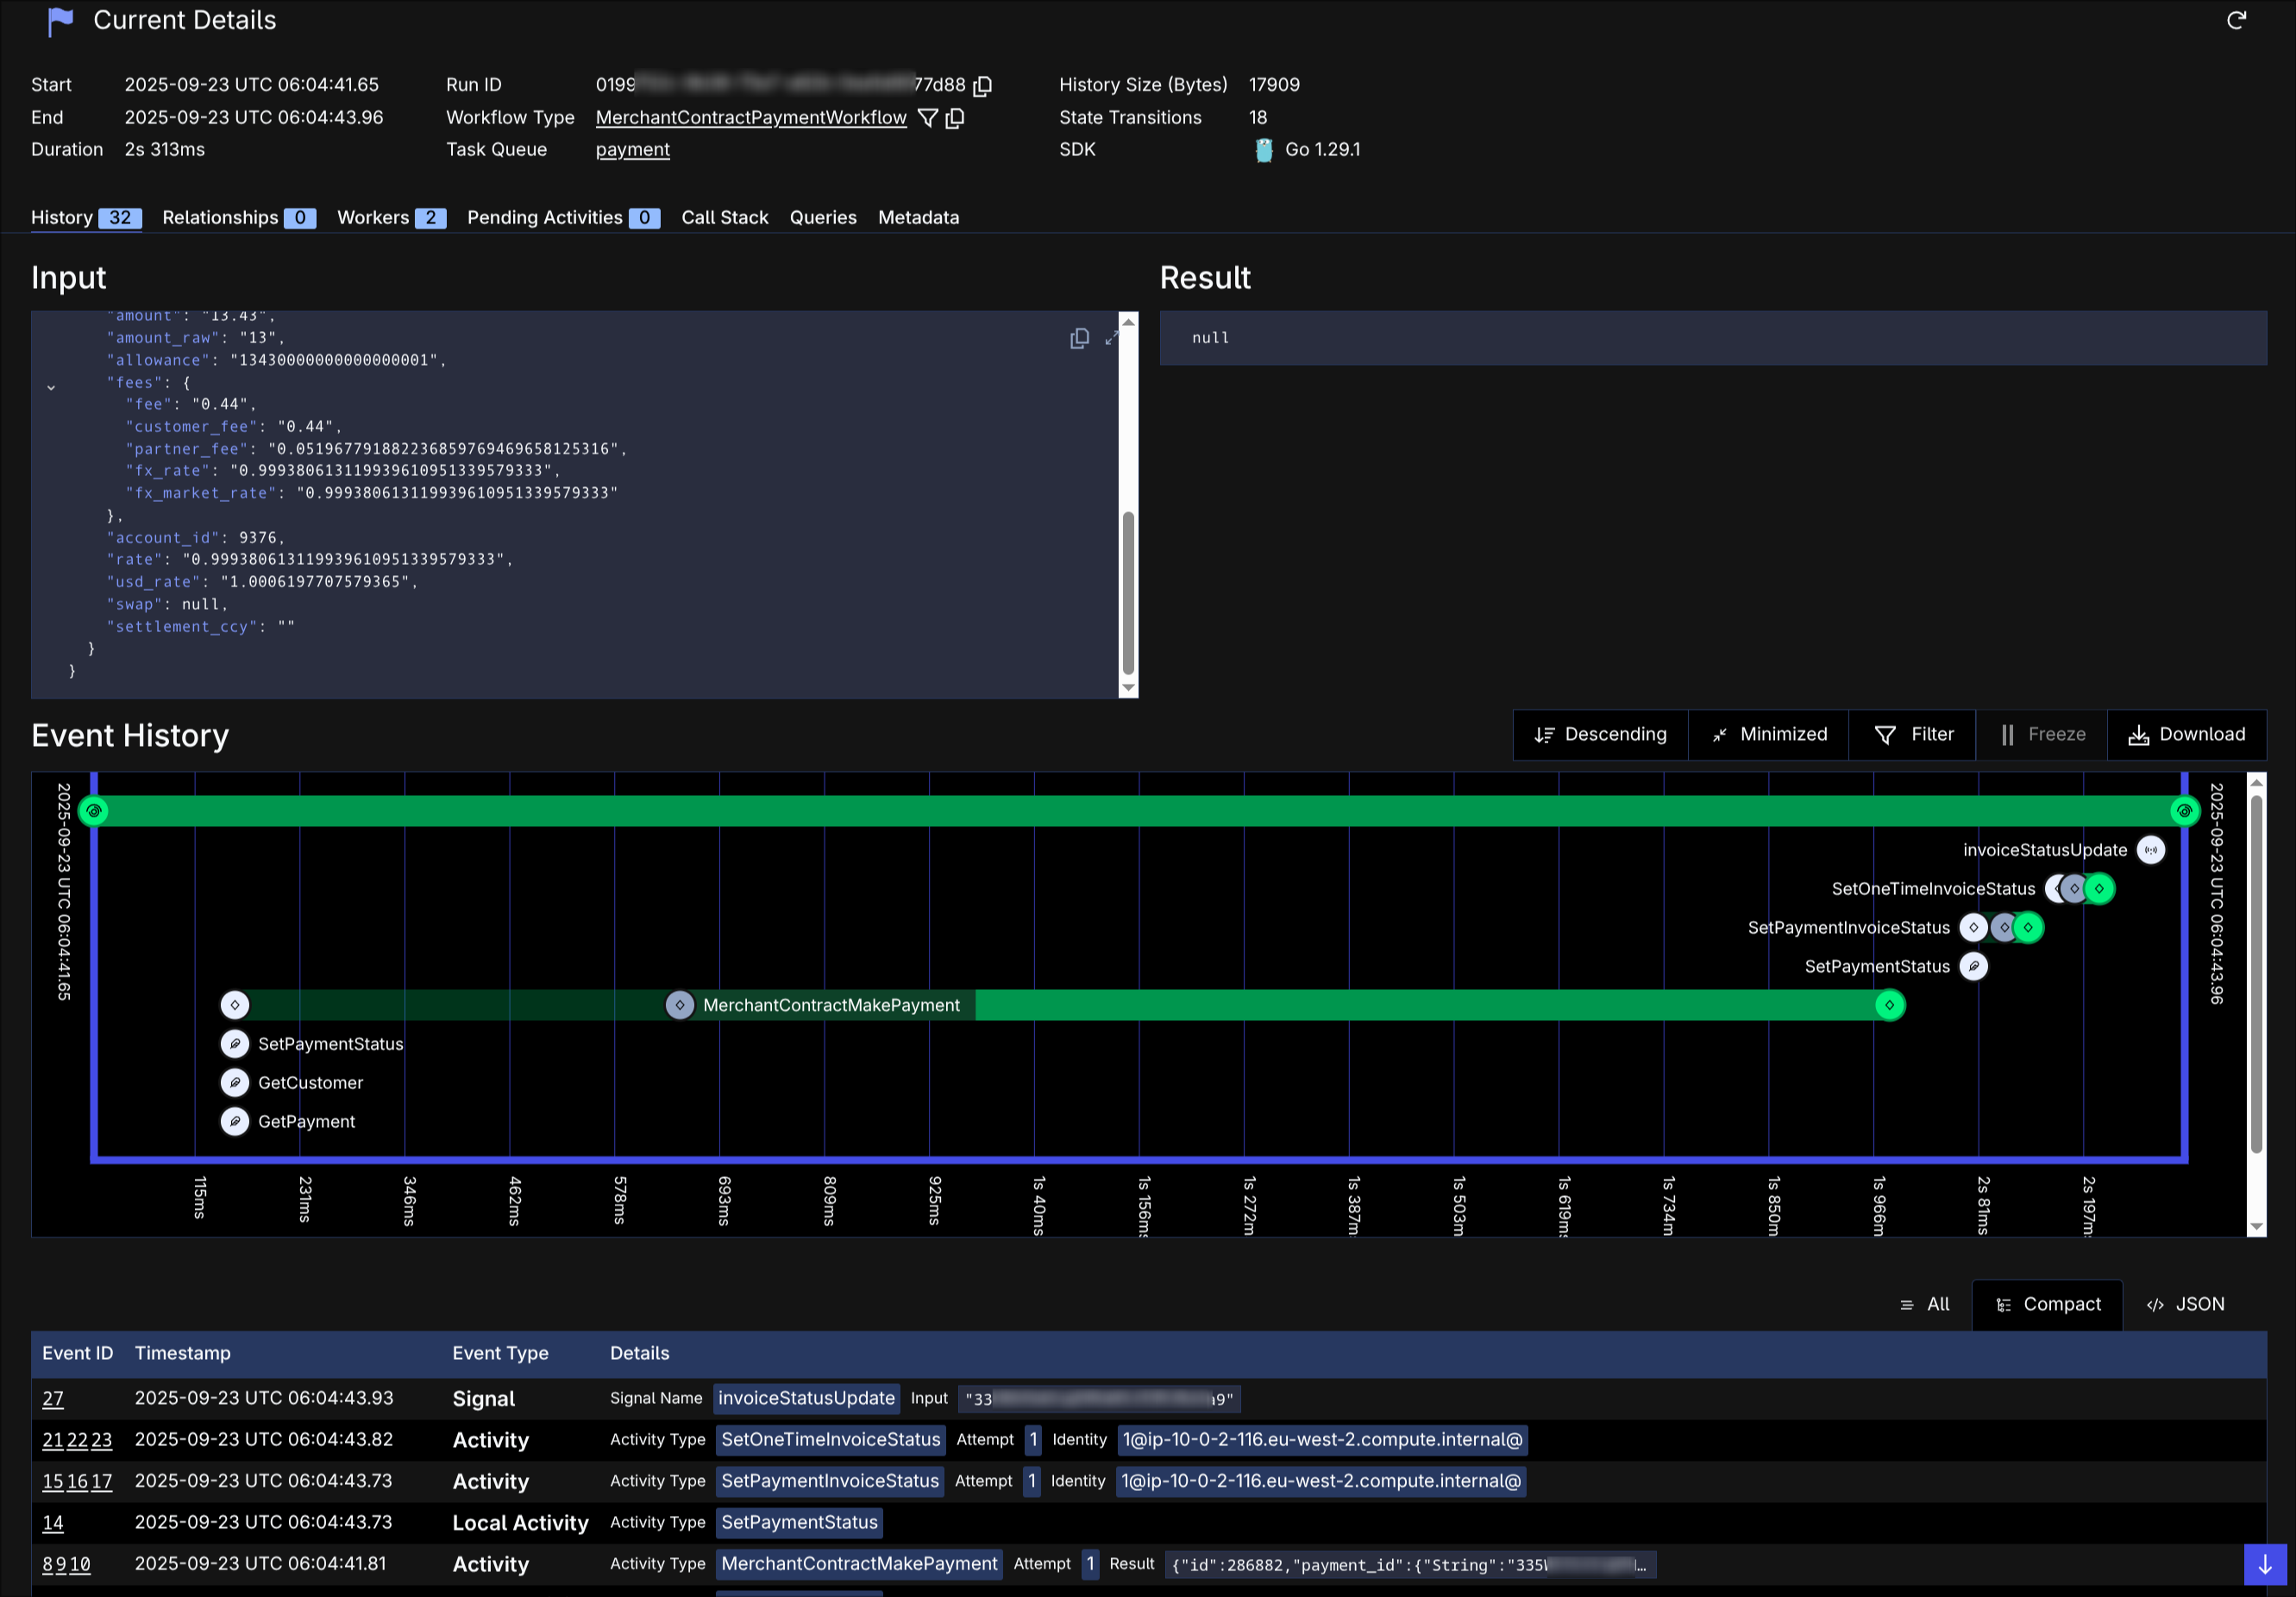 Current Details
Start 2025-09-23 UTC 06:04:41.65 Run ID 0199 77d88 History Size (Bytes) 17909
End 2025-09-23 UTC 06:04:43.96 Workflow Type MerchantContractPaymentWorkflow State Transitions 18
Duration 2s 313ms Task Queue payment SDK Go 1.29.1
History 32 Relationships 0 Workers 2 Pending Activities 0 Call Stack Queries Metadata
Input Result
"amount": "13.43",
null
"amount_raw": "13",
"allowance": "13430000000000000001",
"fees": {
"fee": "0.44",
"customer_fee": "0.44",
"partner_fee": "0.0519677918822368597694696581253​16",
"fx_rate": "0.9993806131199396109513395793​33",
"fx_market_rate": "0.999380613119939610951339579333"
},
"account_id": 9376,
"rate": "0.999380613119939610951339579333",
"usd_rate": "1.0006197707579365",
"swap": null,
"settlement_ccy": ""
}
}
Event History Descending Minimized Filter Freeze Download
2025-09-23 UTC 06:04:41.65
2025-09-23 UTC 06:04:43.96
invoiceStatusUpdate
SetOneTimeInvoiceStatus
SetPaymentInvoiceStatus
SetPaymentStatus
MerchantContractMakePayment
SetPaymentStatus
GetCustomer
GetPayment
115ms 231ms 346ms 462ms 578ms 693ms 809ms 925ms 1s 40ms 1s 156ms 1s 272m 1s 387m 1s 503m 1s 619ms 1s 734m 1s 850m 1s 966m 2s 81ms 2s 197m
All Compact JSON
Event ID Timestamp Event Type Details
27 2025-09-23 UTC 06:04:43.93 Signal Signal Name invoiceStatusUpdate Input "33 9"
21 22 23 2025-09-23 UTC 06:04:43.82 Activity Activity Type SetOneTimeInvoiceStatus Attempt 1 Identity 1@ip-10-0-2-116.eu-west-2.compute.internal@
15 16 17 2025-09-23 UTC 06:04:43.73 Activity Activity Type SetPaymentInvoiceStatus Attempt 1 Identity 1@ip-10-0-2-116.eu-west-2.compute.internal@
14 2025-09-23 UTC 06:04:43.73 Local Activity Activity Type SetPaymentStatus
8 9 10 2025-09-23 UTC 06:04:41.81 Activity Activity Type MerchantContractMakePayment Attempt 1 Result {"id":286882,"payment_id":{"String":"335 …